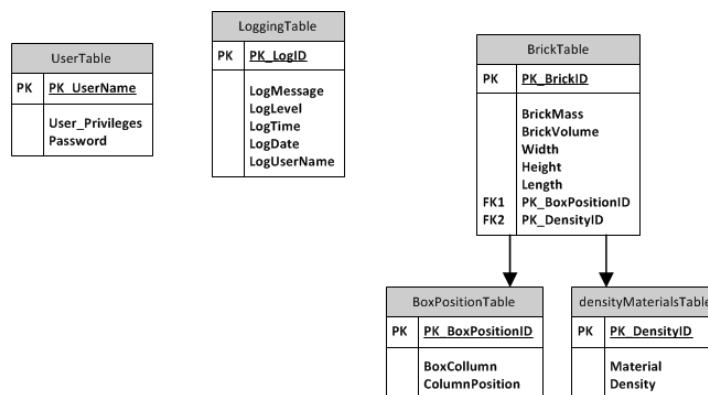 UserTable
PK PK_UserName
User_Privileges
Password
LoggingTable
PK PK_LogID
LogMessage
LogLevel
LogTime
LogDate
LogUserName
BrickTable
PK PK_BrickID
BrickMass
BrickVolume
Width
Height
Length
FK1 PK_BoxPositionID
FK2 PK_DensityID
BoxPositionTable
PK PK_BoxPositionID
BoxCollumn
ColumnPosition
densityMaterialsTable
PK PK_DensityID
Material
Density